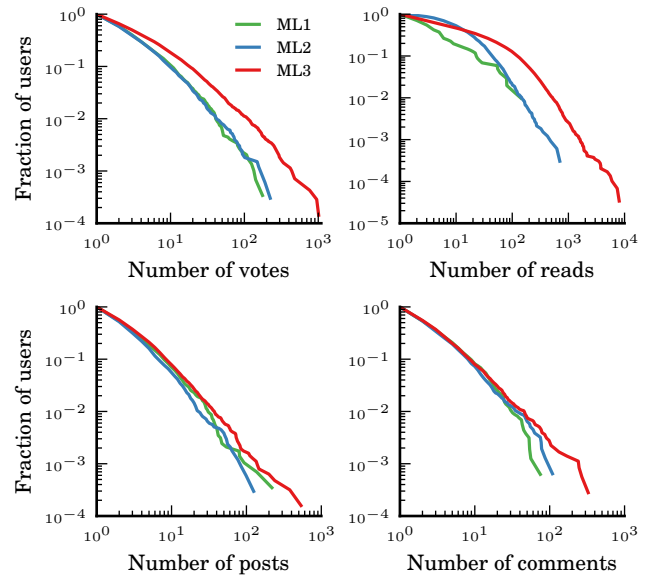 Fraction of users
10^0
10^-1
10^-2
10^-3
10^-4
10^0 10^1 10^2 10^3
Number of votes
ML1
ML2
ML3
10^0
10^-1
10^-2
10^-3
10^-4
10^-5
10^0 10^1 10^2 10^3 10^4
Number of reads
Fraction of users
10^0
10^-1
10^-2
10^-3
10^-4
10^0 10^1 10^2 10^3
Number of posts
10^0
10^-1
10^-2
10^-3
10^-4
10^0 10^1 10^2 10^3
Number of comments